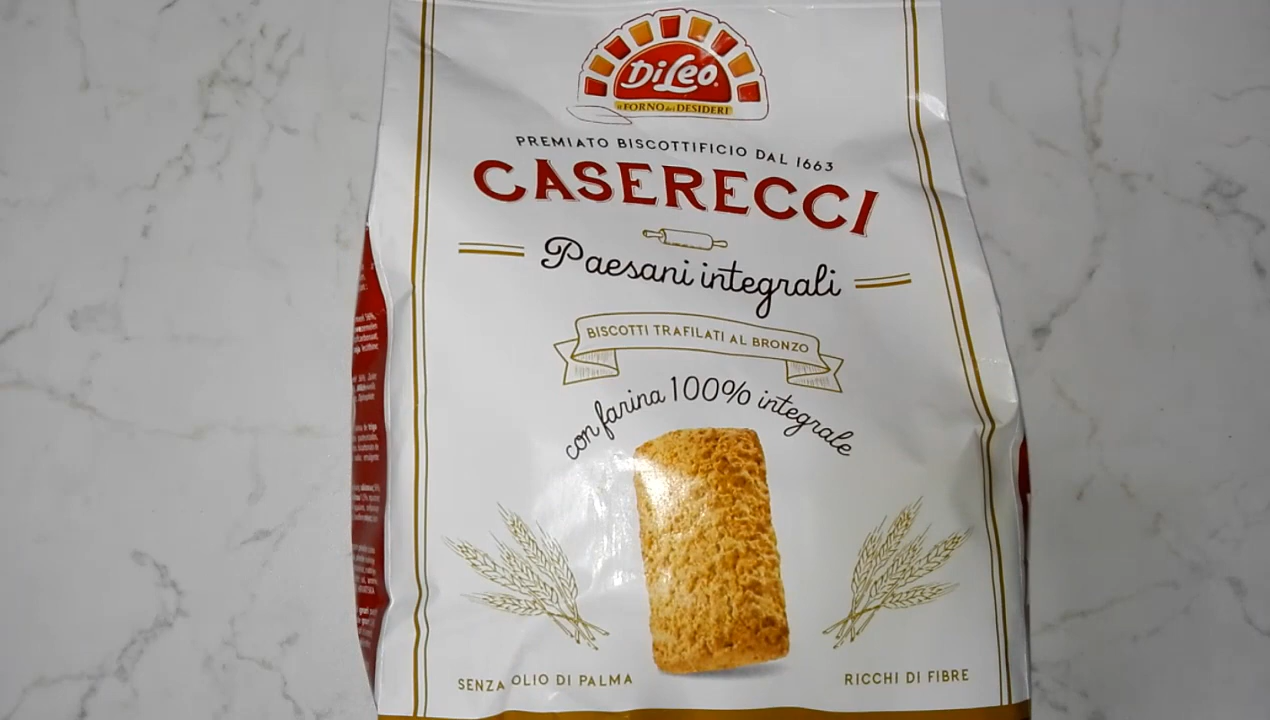 DiLeo
il FORNO dei DESIDERI
PREMIATO BISCOTTIFICIO DAL 1663
CASERECCI
Paesani integrali
BISCOTTI TRAFILATI AL BRONZO
con farina 100% integrale
SENZA OLIO DI PALMA
RICCHI DI FIBRE